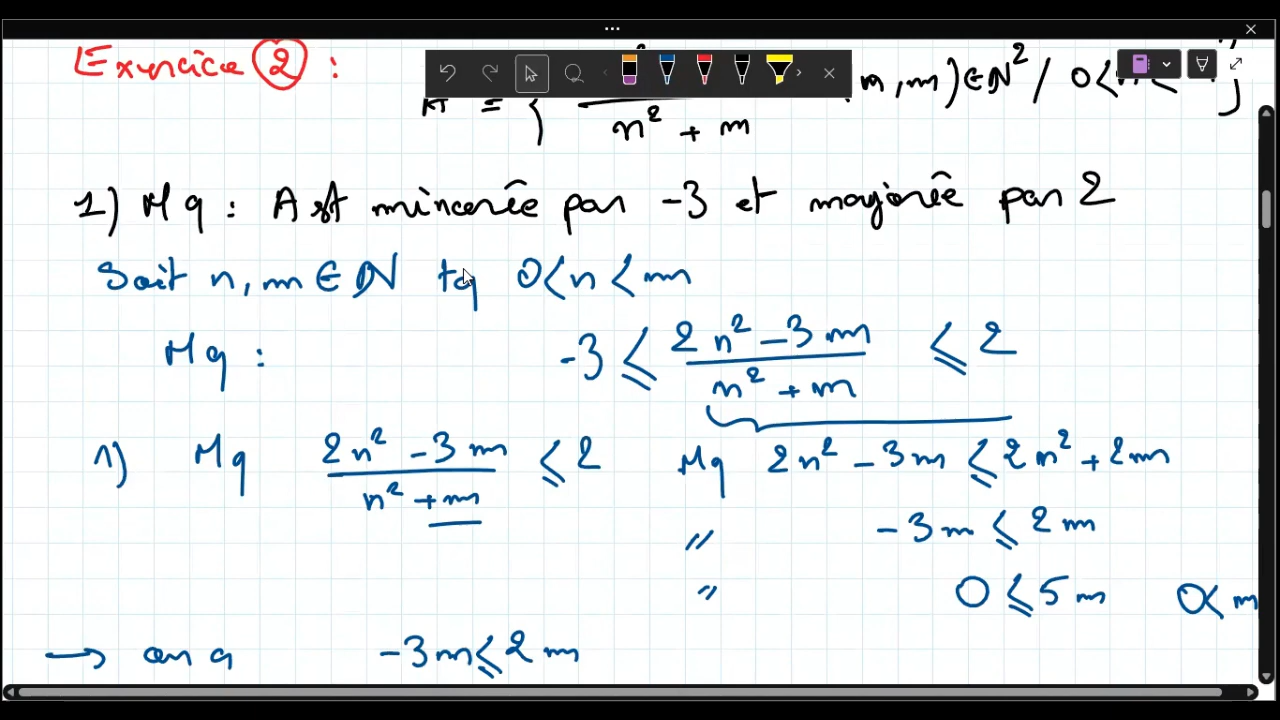 Exercice 2 :
A = { n² + m , m) ∈ ℕ² / 0 <
1) Mq : A est minorée par -3 et majorée par 2
Soit n, m ∈ ℕ tq 0 < n < m
Mq : -3 ⩽ (2n² - 3m)/(n² + m) ⩽ 2
1) Mq (2n² - 3m)/(n² + m) ⩽ 2 Mq 2n² - 3m ⩽ 2n² + 2m
〃 -3m ⩽ 2m
〃 0 ⩽ 5m 0 < m
→ on a -3m ⩽ 2m